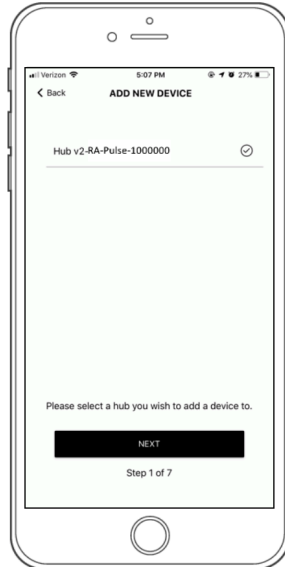 Verizon 5:07 PM 27%
Back ADD NEW DEVICE
Hub v2-RA-Pulse-1000000
Please select a hub you wish to add a device to.
NEXT
Step 1 of 7